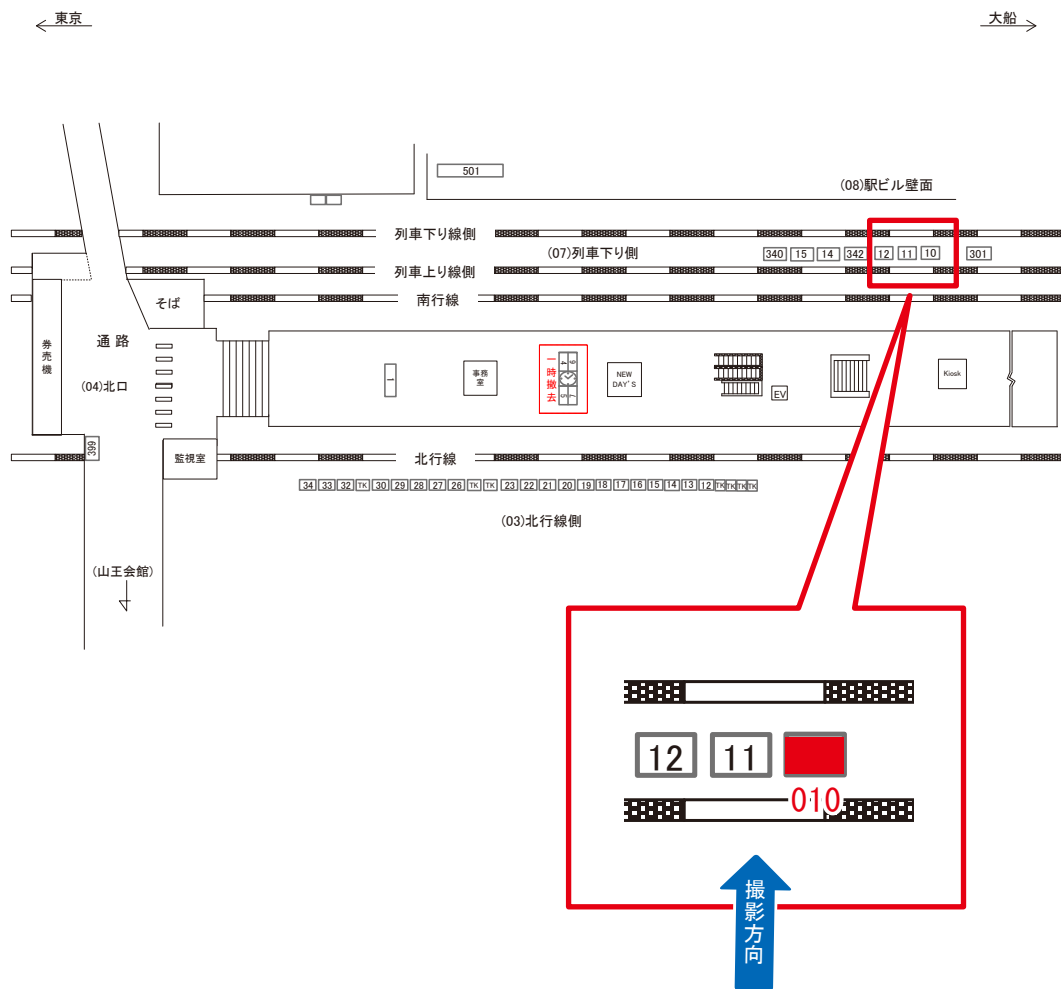 東京
大船
501
(08)駅ビル壁面
列車下り線側
(07)列車下り側
340 15 14 342 12 11 10 301
列車上り線側
南行線
そば
券売機
通路
(04)北口
1
事務室
一時撤去
9 4 7 5
NEW DAY'S
EV
Kiosk
399
監視室
北行線
34 33 32 TK 30 29 28 27 26 TK TK 23 22 21 20 19 18 17 16 15 14 13 12 TK TK TK TK
(03)北行線側
(山王会館)
12 11
010
撮影方向